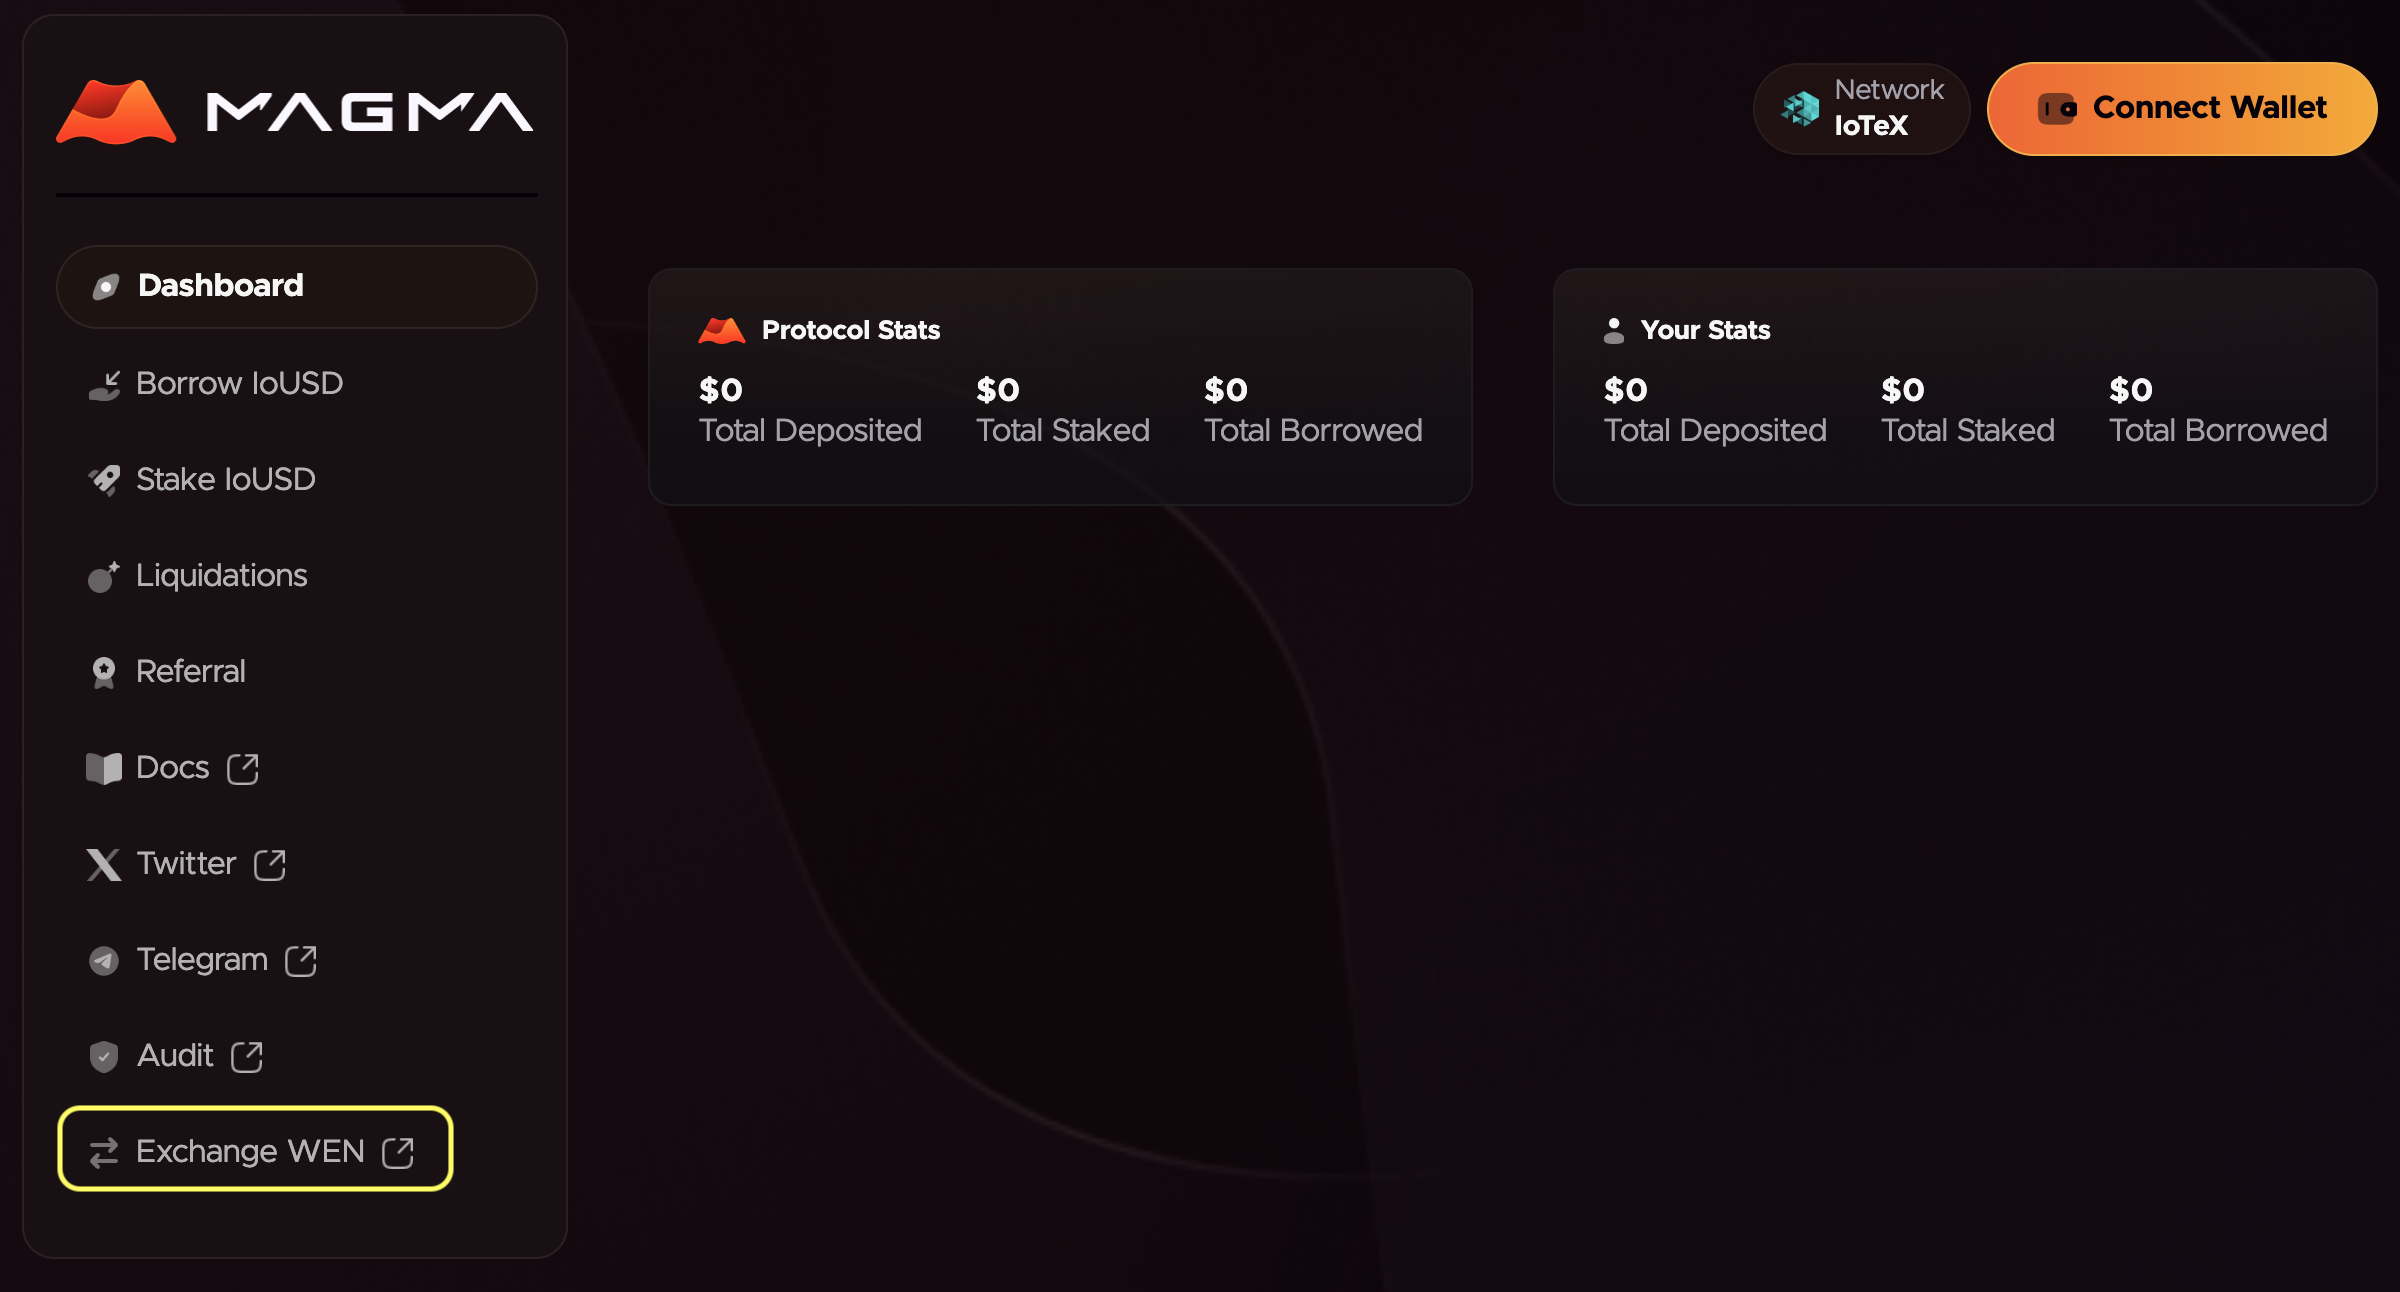 MAGMA
Dashboard
Borrow IoUSD
Stake IoUSD
Liquidations
Referral
Docs
Twitter
Telegram
Audit
Exchange WEN
Network
IoTeX
Connect Wallet
Protocol Stats
$0 $0 $0
Total Deposited Total Staked Total Borrowed
Your Stats
$0 $0 $0
Total Deposited Total Staked Total Borrowed